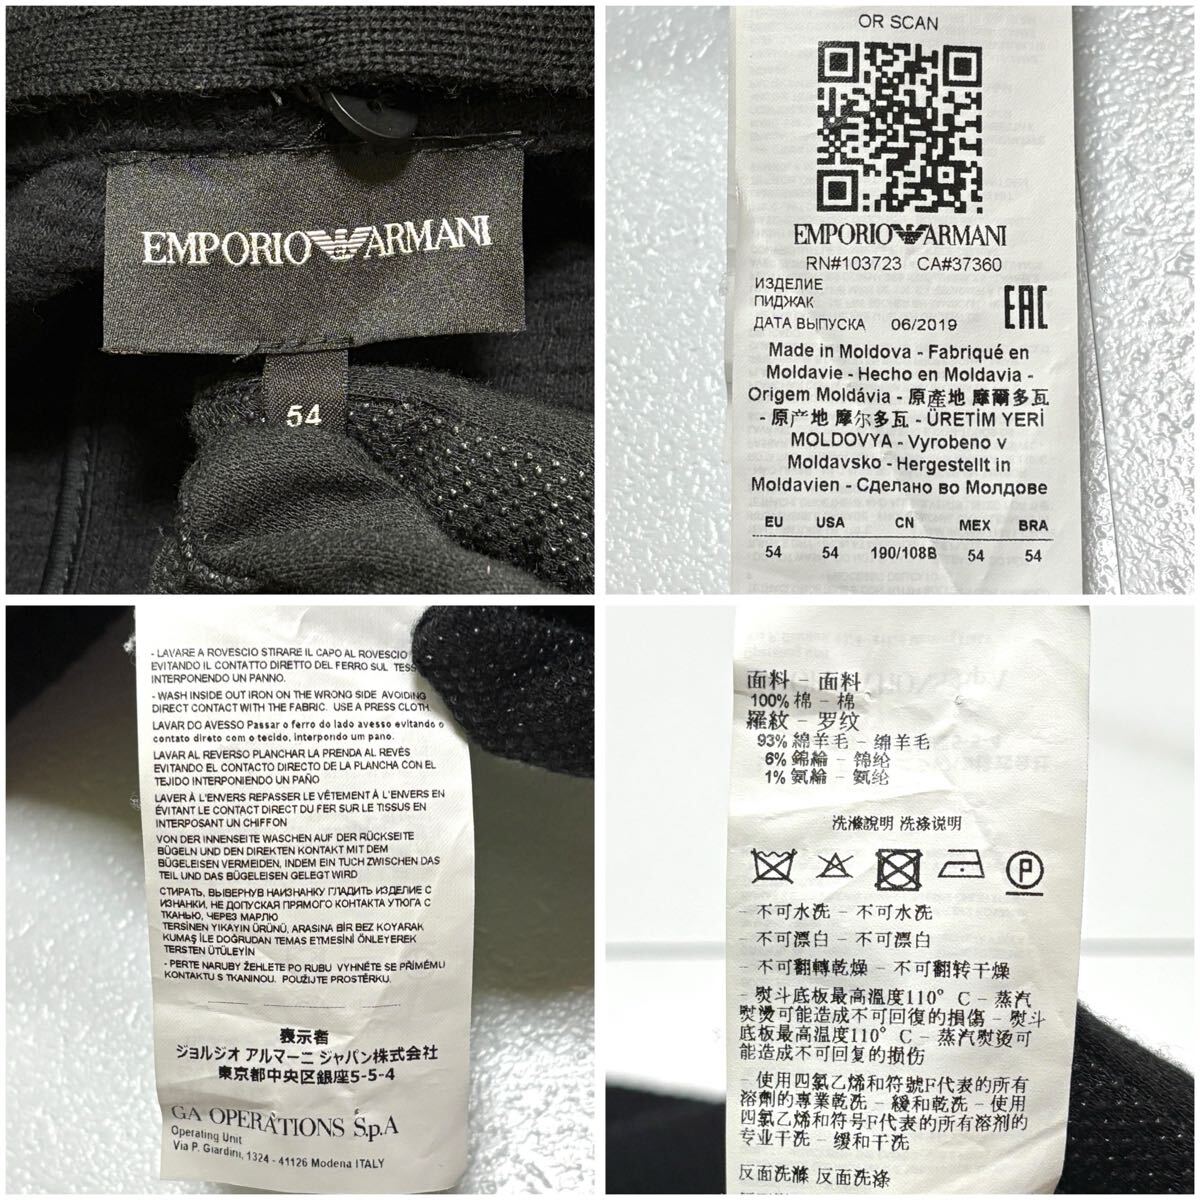 EMPORIO ARMANI
54
OR SCAN
EMPORIO ARMANI
RN#103723 CA#37360
ИЗДЕЛИЕ
ПИДЖАК
ДАТА ВЫПУСКА 06/2019
EAC
Made in Moldova - Fabriqué en
Moldavie - Hecho en Moldavia -
Origem Moldávia - 原產地 摩爾多瓦
- 原产地 摩尔多瓦 - ÜRETİM YERİ
MOLDOVYA - Vyrobeno v
Moldavsko - Hergestellt in
Moldavien - Сделано во Молдове
EU USA CN MEX BRA
54 54 190/108B 54 54
- LAVARE A ROVESCIO STIRARE IL CAPO AL ROVESCIO
EVITANDO IL CONTATTO DIRETTO DEL FERRO SUL TESS
INTERPONENDO UN PANNO.
- WASH INSIDE OUT IRON ON THE WRONG SIDE AVOIDING
DIRECT CONTACT WITH THE FABRIC. USE A PRESS CLOTH
LAVAR DO AVESSO Passar o ferro do lado avesso evitando o
contato direto com o tecido, interpondo um pano.
LAVAR AL REVERSO PLANCHAR LA PRENDA AL REVÉS
EVITANDO EL CONTACTO DIRECTO DE LA PLANCHA CON EL
TEJIDO INTERPONIENDO UN PAÑO
LAVER À L'ENVERS REPASSER LE VÊTEMENT À L'ENVERS EN
ÉVITANT LE CONTACT DIRECT DU FER SUR LE TISSUS EN
INTERPOSANT UN CHIFFON
VON DER INNENSEITE WASCHEN AUF DER RÜCKSEITE
BÜGELN UND DEN DIREKTEN KONTAKT MIT DEM
BÜGELEISEN VERMEIDEN, INDEM EIN TUCH ZWISCHEN DAS
TEIL UND DAS BÜGELEISEN GELEGT WIRD
СТИРАТЬ, ВЫВЕРНУВ НАИЗНАНКУ ГЛАДИТЬ ИЗДЕЛИЕ С
ИЗНАНКИ, НЕ ДОПУСКАЯ ПРЯМОГО КОНТАКТА УТЮГА С
ТКАНЬЮ, ЧЕРЕЗ МАРЛЮ
TERSİNEN YIKAYIN ÜRÜNÜ, ARASINA BİR BEZ KOYARAK
KUMAŞ İLE DOĞRUDAN TEMAS ETMESİNİ ÖNLEYEREK
TERSTEN ÜTÜLEYİN
- PERTE NARUBY ŽEHLETE PO RUBU VYHNĚTE SE PŘÍMÉMU
KONTAKTU S TKANINOU. POUŽIJTE PROSTĚRKU.
表示者
ジョルジオ アルマーニ ジャパン株式会社
東京都中央区銀座5-5-4
GA OPERATIONS S.p.A
Operating Unit
Via P. Giardini, 1324 - 41126 Modena ITALY
面料 - 面料
100% 棉 - 棉
羅紋 - 罗纹
93% 綿羊毛 - 绵羊毛
6% 錦綸 - 锦纶
1% 氨綸 - 氨纶
洗滌說明 洗涤说明
P
- 不可水洗 - 不可水洗
- 不可漂白 - 不可漂白
- 不可翻轉乾燥 - 不可翻转干燥
- 熨斗底板最高溫度110° C - 蒸汽
熨燙可能造成不可回復的損傷 - 熨斗
底板最高温度110° C - 蒸汽熨烫可
能造成不可回复的损伤
- 使用四氯乙烯和符號F代表的所有
溶劑的專業乾洗 - 緩和乾洗 - 使用
四氯乙烯和符号F代表的所有溶剂的
专业干洗 - 缓和干洗
反面洗滌 反面洗涤